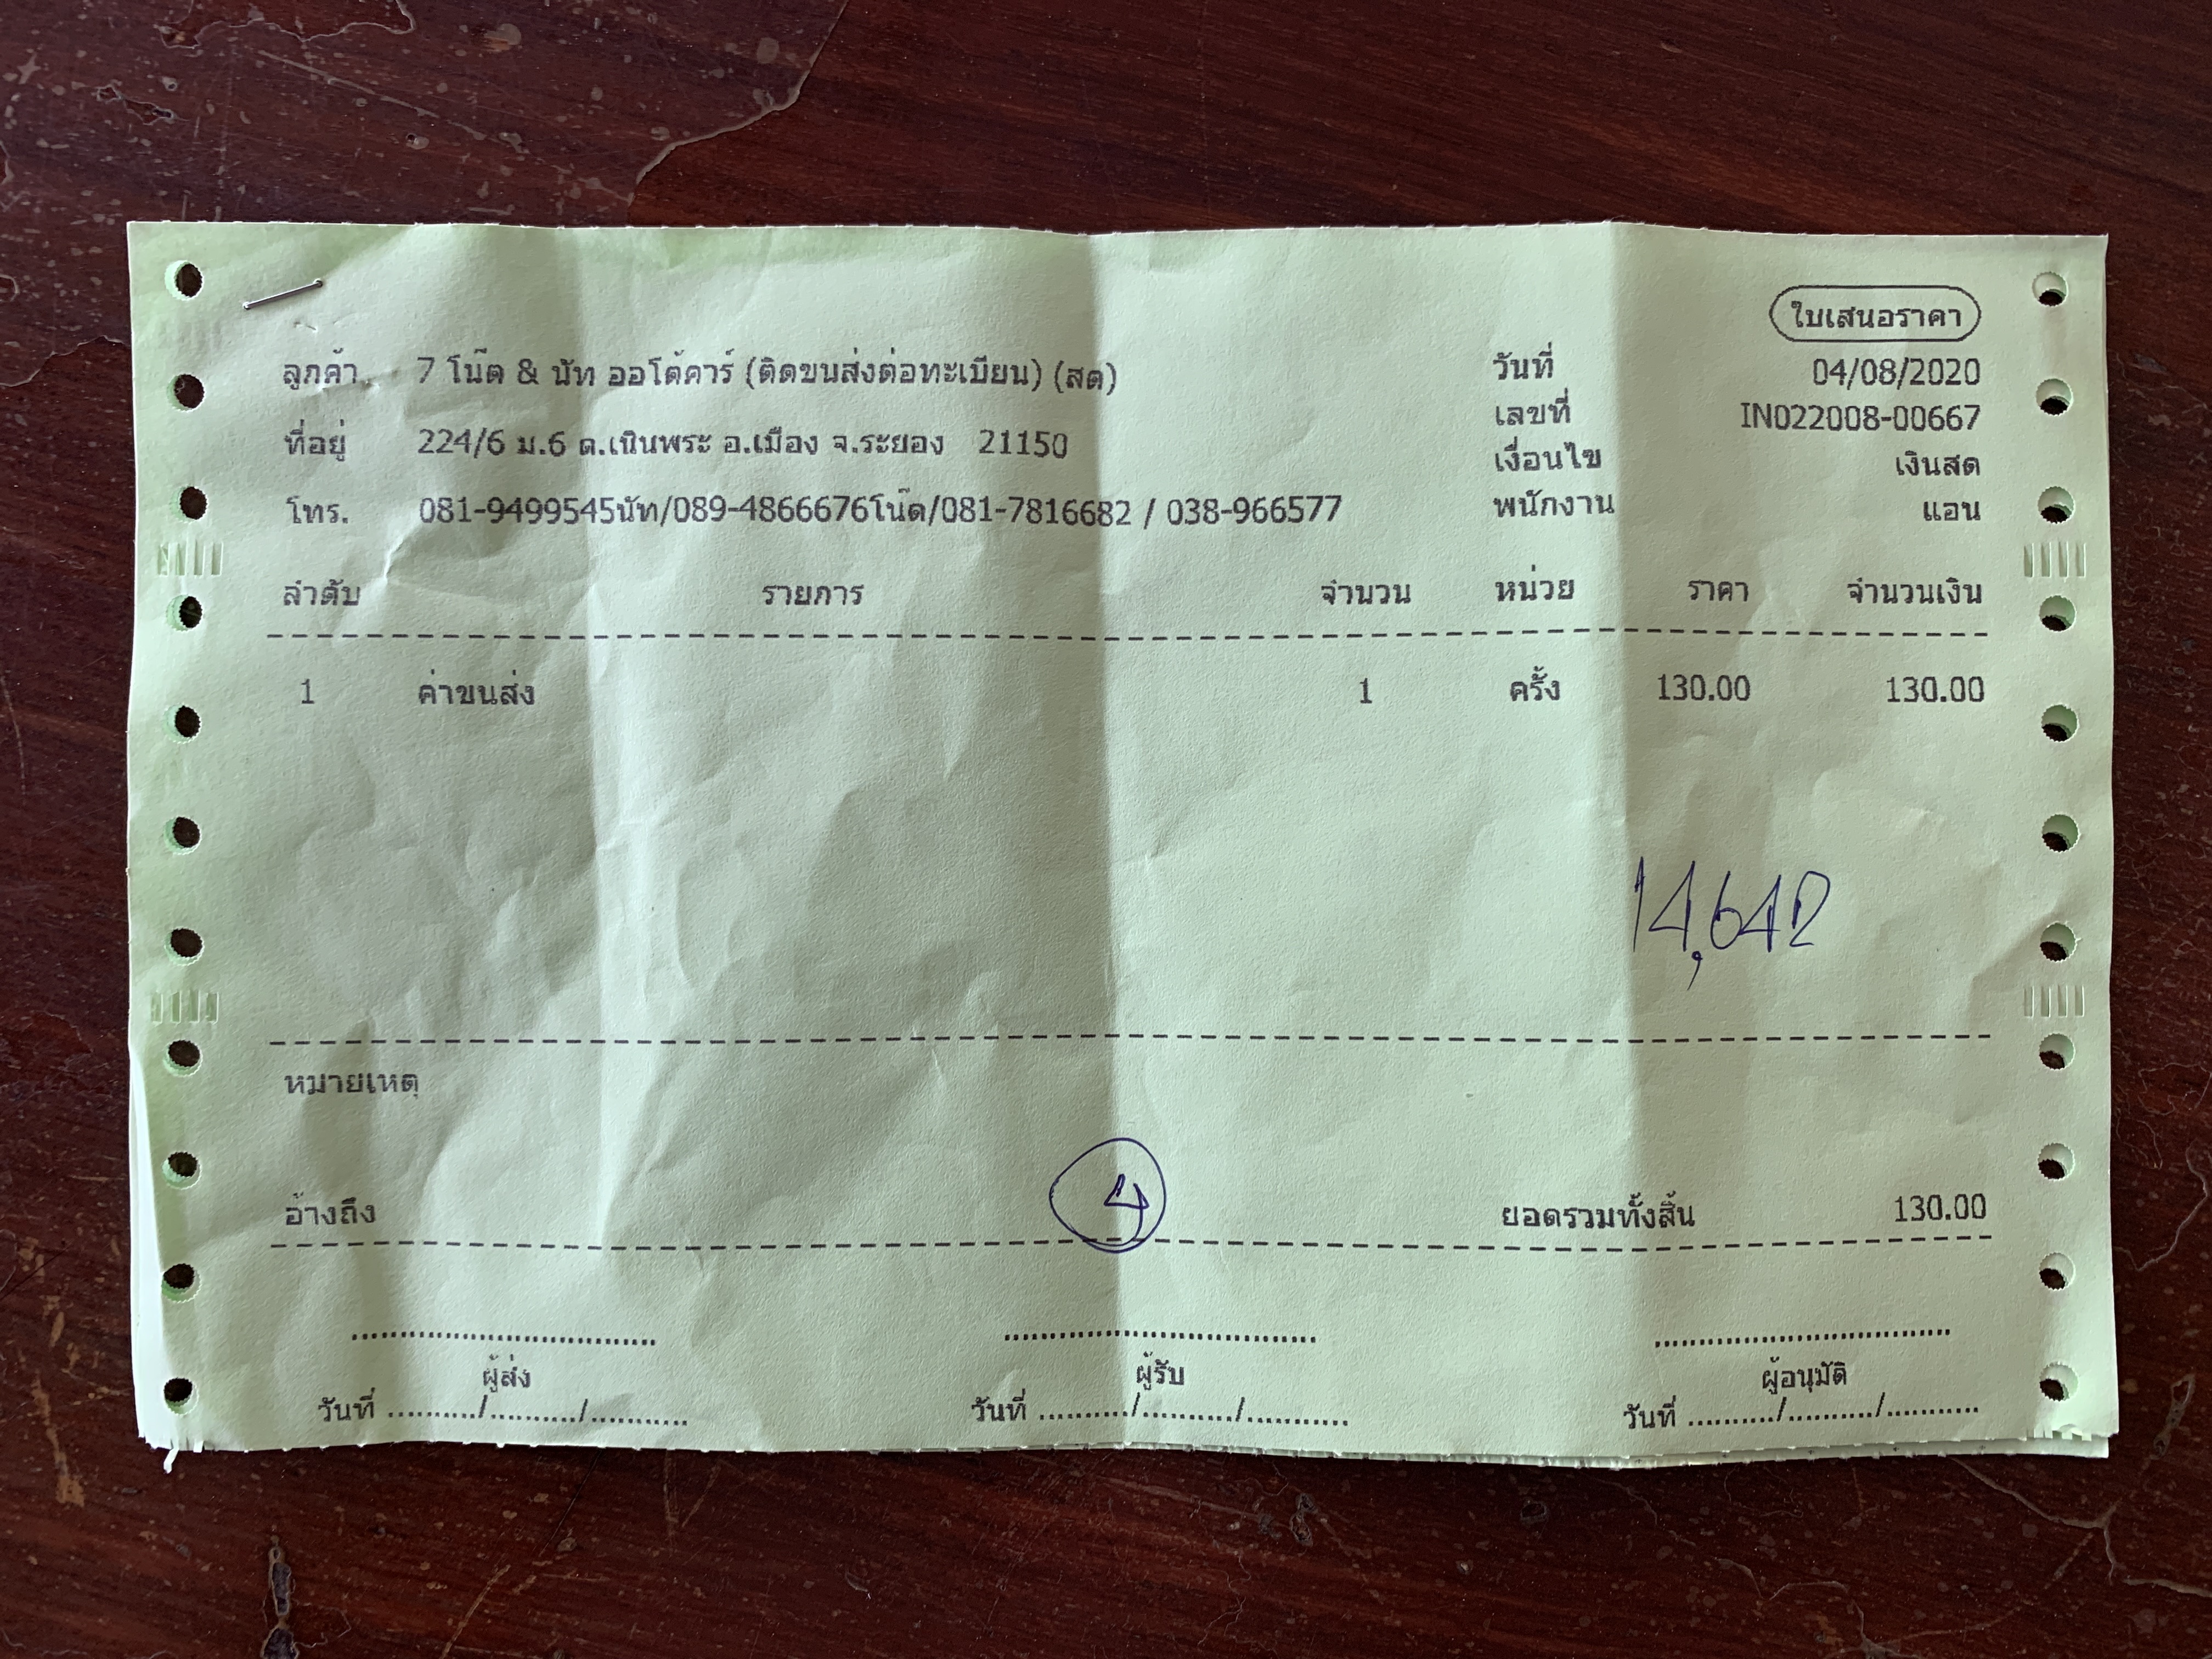 ใบเสนอราคา
ลูกค้า 7 โน๊ต & นัท ออโต้คาร์ (ติดขนส่งต่อทะเบียน) (สด) วันที่ 04/08/2020
เลขที่ IN022008-00667
ที่อยู่ 224/6 ม.6 ต.เนินพระ อ.เมือง จ.ระยอง 21150 เงื่อนไข เงินสด
โทร. 081-9499545นัท/089-4866676โน๊ต/081-7816682 / 038-966577 พนักงาน แอน
ลำดับ รายการ จำนวน หน่วย ราคา จำนวนเงิน
1 ค่าขนส่ง 1 ครั้ง 130.00 130.00
14,642
หมายเหตุ
4
อ้างถึง ยอดรวมทั้งสิ้น 130.00
ผู้ส่ง ผู้รับ ผู้อนุมัติ
วันที่ ........../........../........... วันที่ ........../........../........... วันที่ ........../........../...........